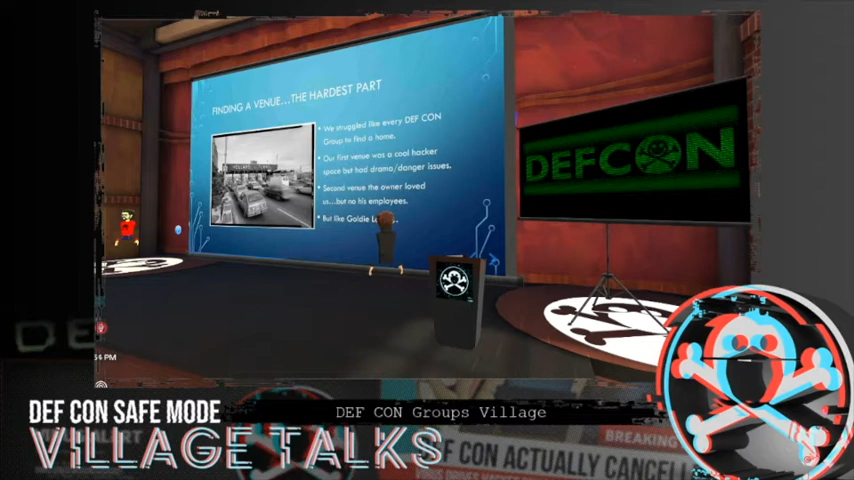 FINDING A VENUE...THE HARDEST PART
• We struggled like every DEF CON
Group to find a home.
• Our first venue was a cool hacker
space but had drama/danger issues.
• Second venue the owner loved
us...but no his employees.
• But like Goldie
DEFCON
DEF CON SAFE MODE
VILLAGE TALKS
DEF CON Groups Village
BREAKING
DEF CON ACTUALLY CANCELL